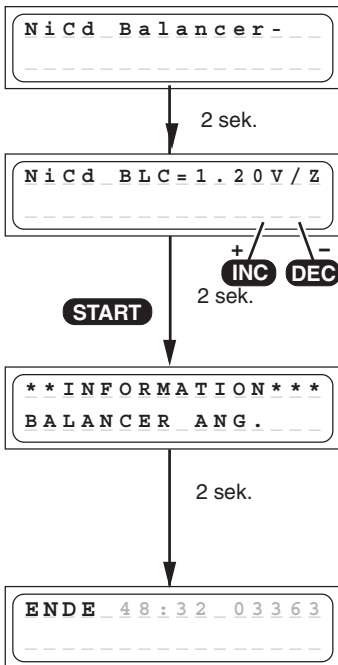 NiCd Balancer-
2 sek.
NiCd BLC=1.20V/Z
+ -
INC DEC
START
2 sek.
**INFORMATION***
BALANCER ANG.
2 sek.
ENDE 48:32 03363